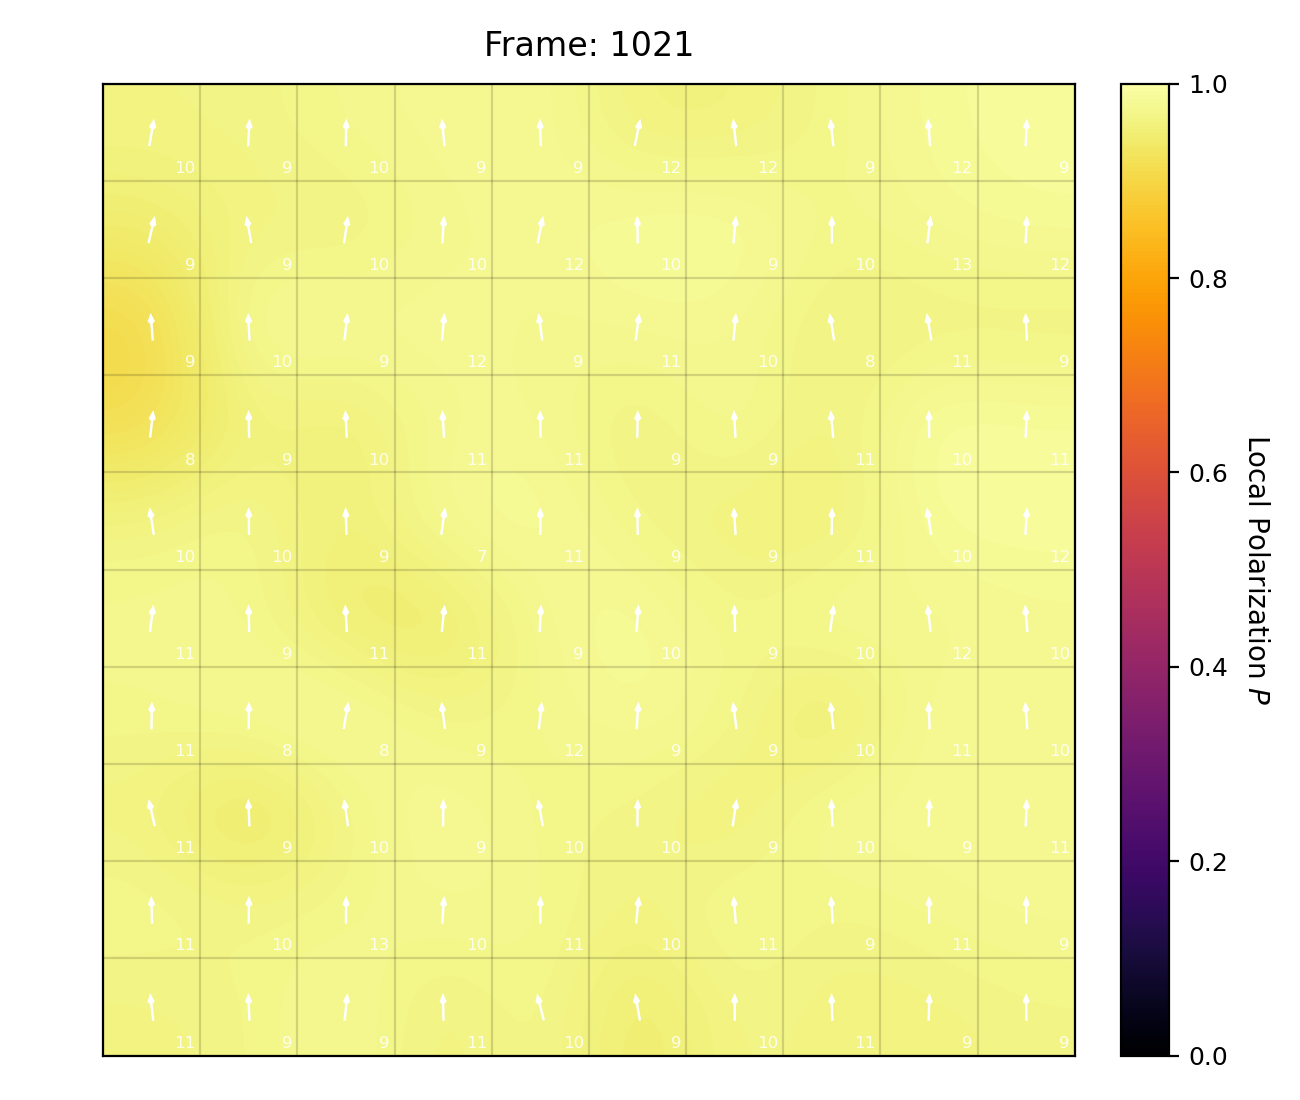 Frame: 1021
10 9 10 9 9 12 12 9 12 9
9 9 10 10 12 10 9 10 13 12
9 10 9 12 9 11 10 8 11 9
8 9 10 11 11 9 9 11 10 11
10 10 9 7 11 9 9 11 10 12
11 9 11 11 9 10 9 10 12 10
11 8 8 9 12 9 9 10 11 10
11 9 10 9 10 10 9 10 9 11
11 10 13 10 11 10 11 9 11 9
11 9 9 11 10 9 10 11 9 9
1.0
0.8
0.6
0.4
0.2
0.0
Local Polarization P